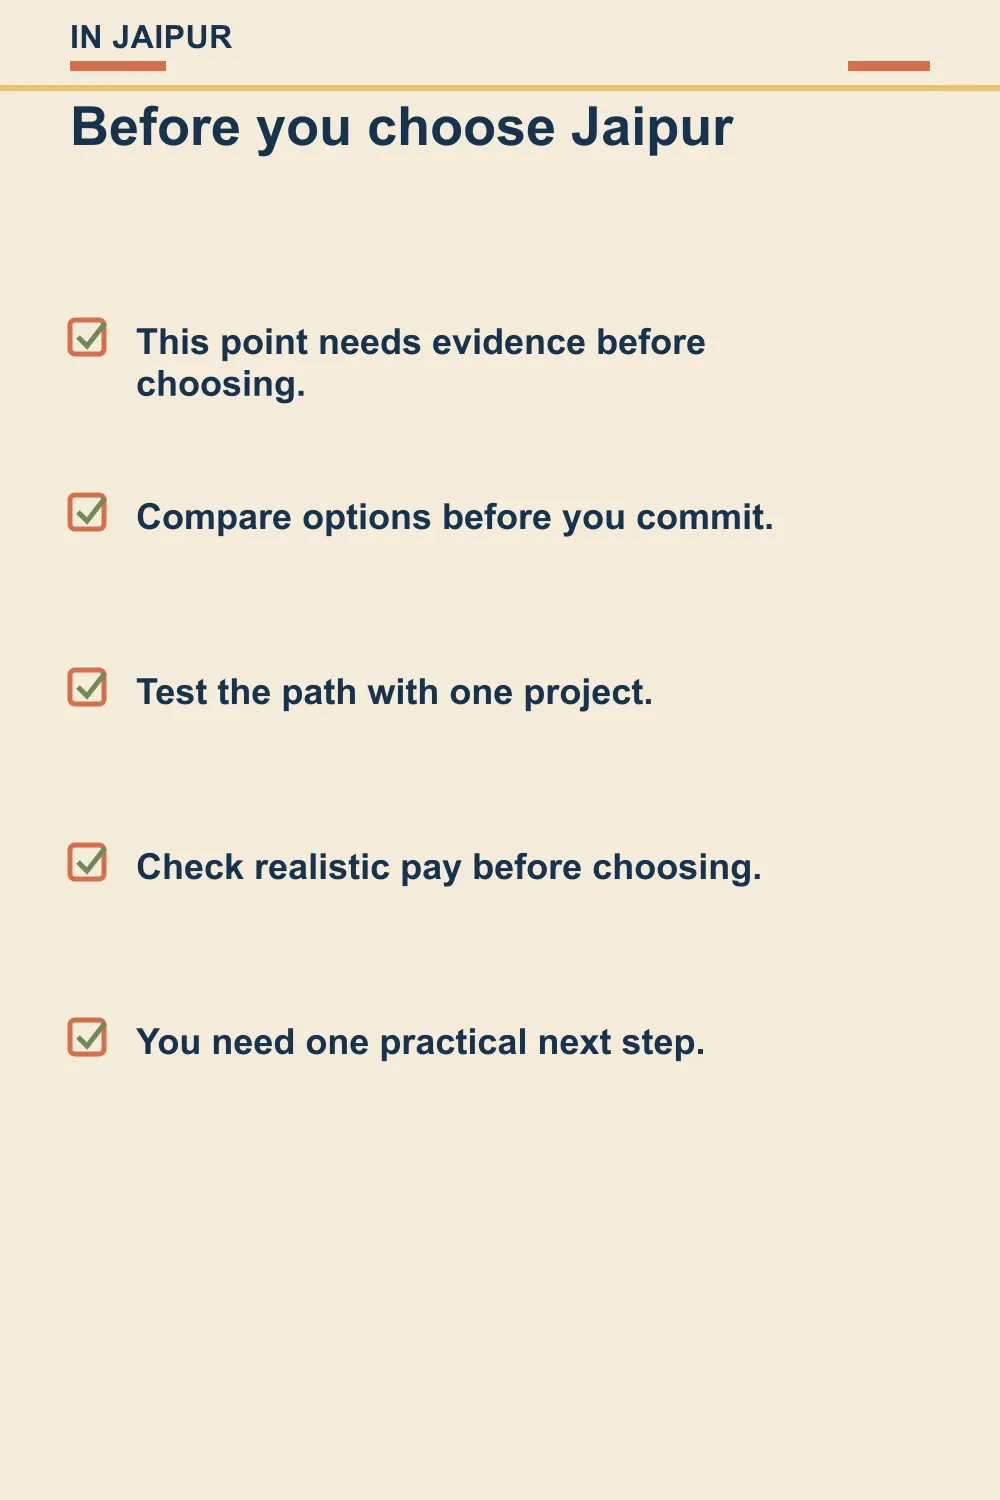 IN JAIPUR
Before you choose Jaipur
This point needs evidence before
choosing.
Compare options before you commit.
Test the path with one project.
Check realistic pay before choosing.
You need one practical next step.